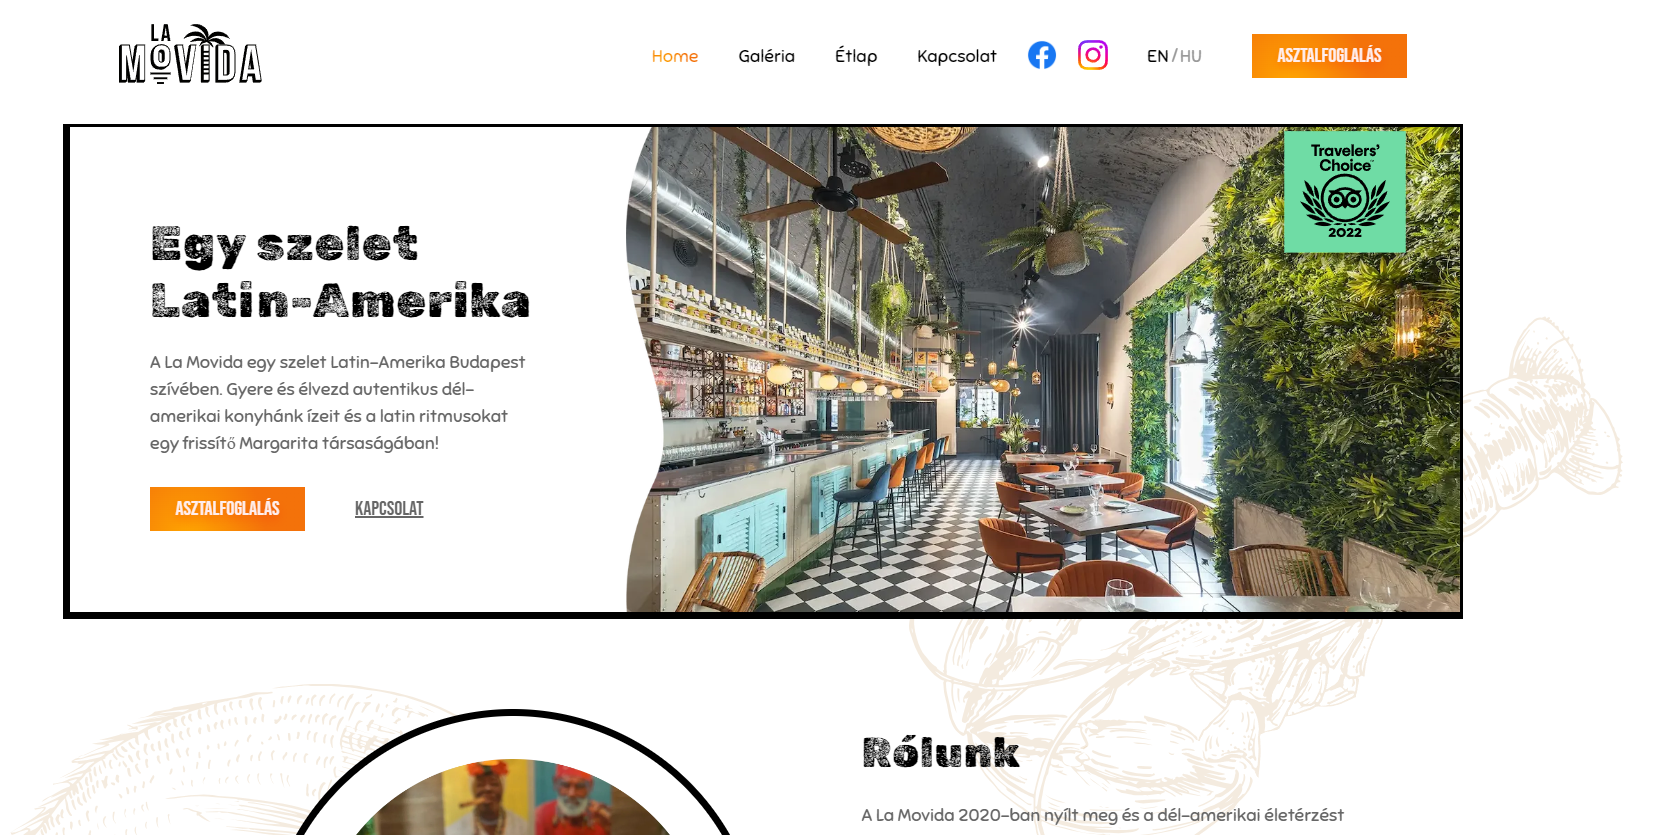 LA
MOVIDA
Home
Galéria
Étlap
Kapcsolat
EN / HU
ASZTALFOGLALÁS
Travelers'
Choice
2022
Egy szelet
Latin-Amerika
A La Movida egy szelet Latin-Amerika Budapest
szívében. Gyere és élvezd autentikus dél-
amerikai konyhánk ízeit és a latin ritmusokat
egy frissítő Margarita társaságában!
ASZTALFOGLALÁS
KAPCSOLAT
Rólunk
A La Movida 2020-ban nyílt meg és a dél-amerikai életérzést